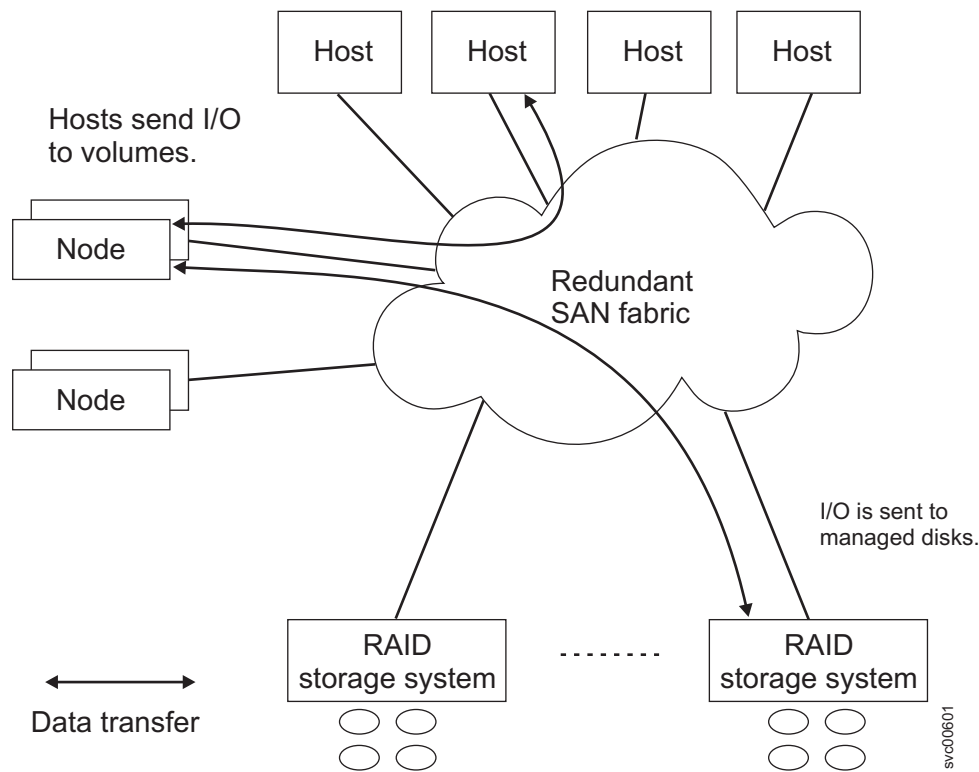 Host
Host
Host
Host
Hosts send I/O
to volumes.
Node
Redundant
SAN fabric
Node
I/O is sent to
managed disks.
RAID
storage system
RAID
storage system
Data transfer
svc00601